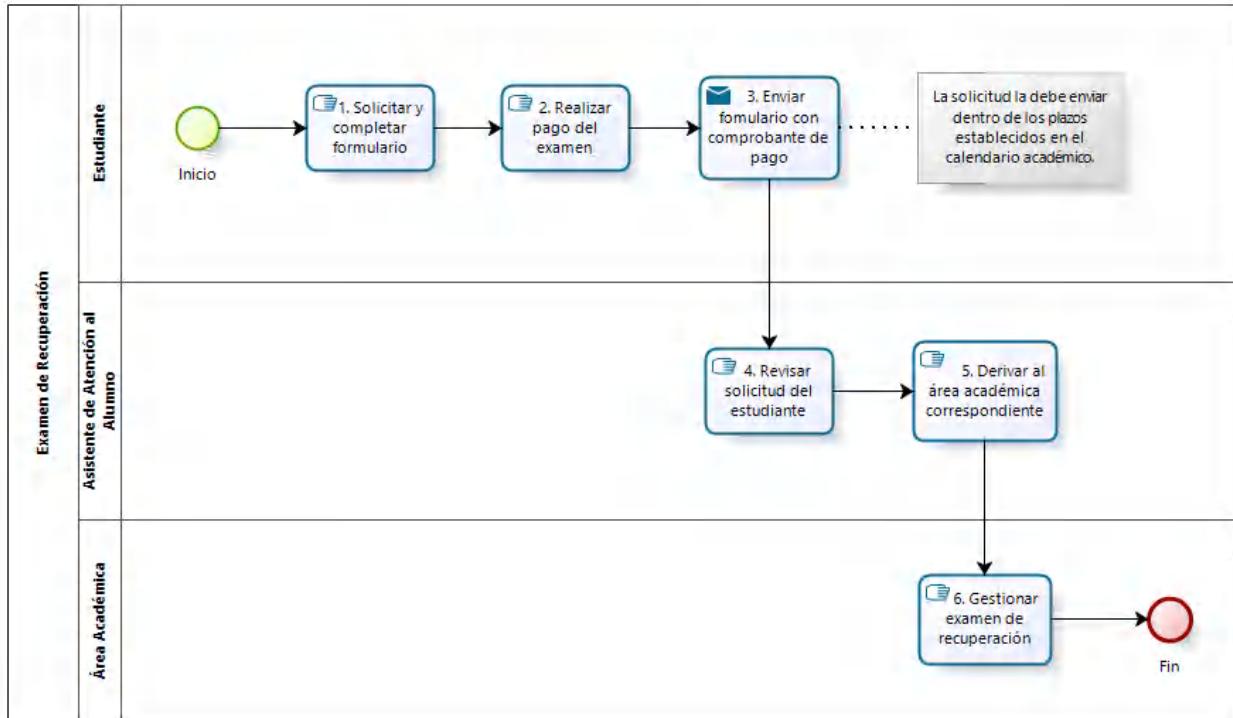 Examen de Recuperación
Estudiante
Inicio
1. Solicitar y
completar
formulario
2. Realizar
pago del
examen
3. Enviar
fomulario con
comprobante de
pago
La solicitud la debe enviar
dentro de los plazos
establecidos en el
calendario académico.
Asistente de Atención al
Alumno
4. Revisar
solicitud del
estudiante
5. Derivar al
área académica
correspondiente
Área Académica
6. Gestionar
examen de
recuperación
Fin